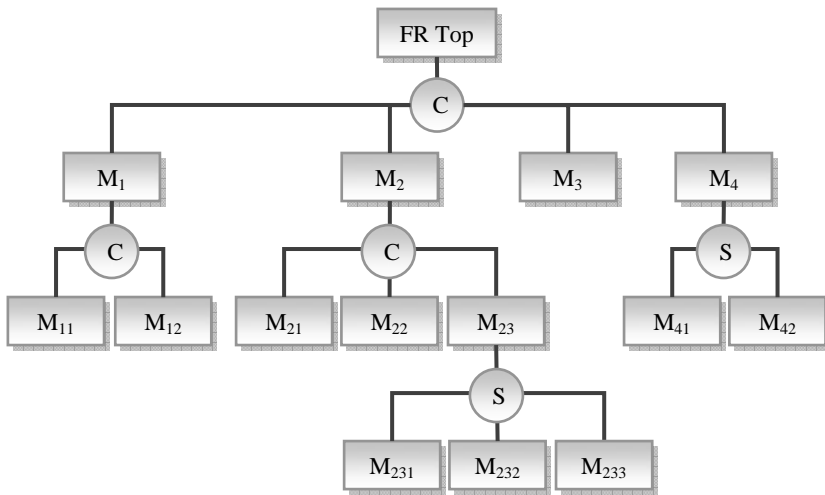 FR Top
C
M₁ M₂ M₃ M₄
C C S
M₁₁ M₁₂ M₂₁ M₂₂ M₂₃ M₄₁ M₄₂
S
M₂₃₁ M₂₃₂ M₂₃₃